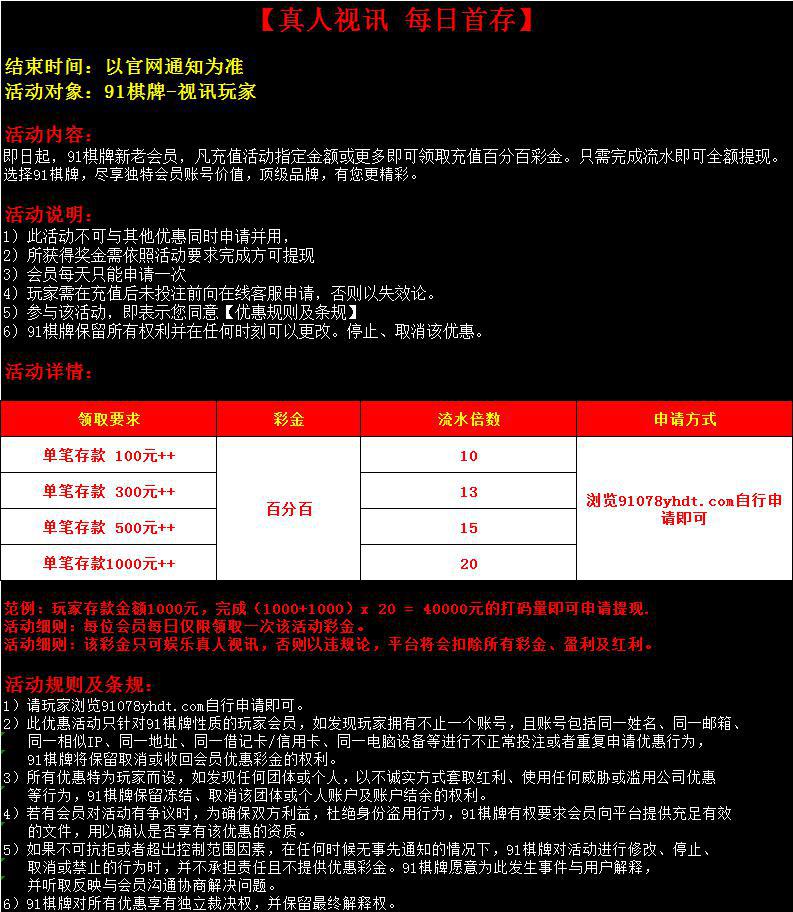 【真人视讯 每日首存】
结束时间：以官网通知为准
活动对象：91棋牌-视讯玩家
活动内容：
即日起，91棋牌新老会员，凡充值活动指定金额或更多即可领取充值百分百彩金。只需完成流水即可全额提现。
选择91棋牌，尽享独特会员账号价值，顶级品牌，有您更精彩。
活动说明：
1）此活动不可与其他优惠同时申请并用，
2）所获得奖金需依照活动要求完成方可提现
3）会员每天只能申请一次
4）玩家需在充值后未投注前向在线客服申请，否则以失效论。
5）参与该活动，即表示您同意【优惠规则及条规】
6）91棋牌保留所有权利并在任何时刻可以更改。停止、取消该优惠。
活动详情：
领取要求 彩金 流水倍数 申请方式
单笔存款 100元++ 10
单笔存款 300元++ 13
百分百
浏览91078yhdt.com自行申
请即可
单笔存款 500元++ 15
单笔存款1000元++ 20
范例：玩家存款金额1000元，完成（1000+1000）x 20 = 40000元的打码量即可申请提现.
活动细则：每位会员每日仅限领取一次该活动彩金。
活动细则：该彩金只可娱乐真人视讯，否则以违规论，平台将会扣除所有彩金、盈利及红利。
活动规则及条规：
1）请玩家浏览91078yhdt.com自行申请即可。
2）此优惠活动只针对91棋牌性质的玩家会员，如发现玩家拥有不止一个账号，且账号包括同一姓名、同一邮箱、
同一相似IP、同一地址、同一借记卡/信用卡、同一电脑设备等进行不正常投注或者重复申请优惠行为，
91棋牌将保留取消或收回会员优惠彩金的权利。
3）所有优惠特为玩家而设，如发现任何团体或个人，以不诚实方式套取红利、使用任何威胁或滥用公司优惠
等行为，91棋牌保留冻结、取消该团体或个人账户及账户结余的权利。
4）若有会员对活动有争议时，为确保双方利益，杜绝身份盗用行为，91棋牌有权要求会员向平台提供充足有效
的文件，用以确认是否享有该优惠的资质。
5）如果不可抗拒或者超出控制范围因素，在任何时候无事先通知的情况下，91棋牌对活动进行修改、停止、
取消或禁止的行为时，并不承担责任且不提供优惠彩金。91棋牌愿意为此发生事件与用户解释，
并听取反映与会员沟通协商解决问题。
6）91棋牌对所有优惠享有独立裁决权，并保留最终解释权。